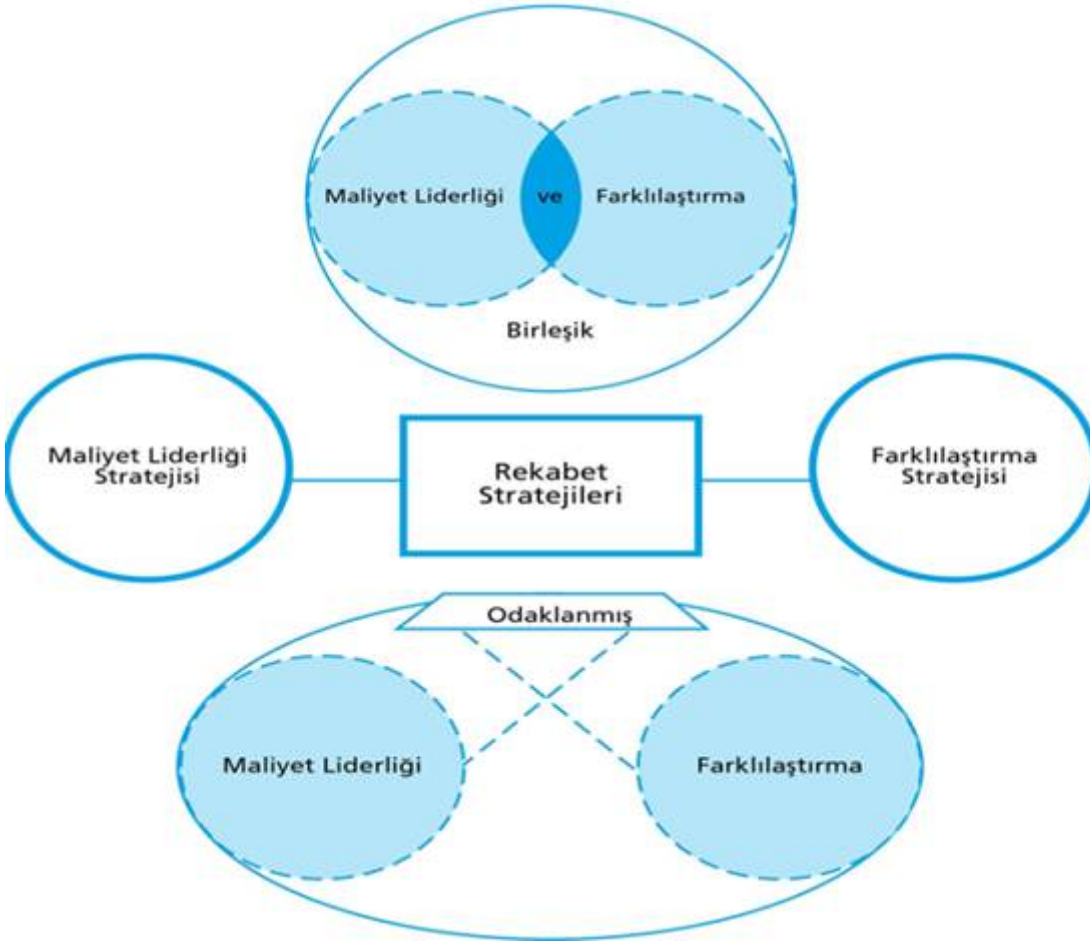 Maliyet Liderliği ve Farklılaştırma
Birleşik
Maliyet Liderliği
Stratejisi
Rekabet
Stratejileri
Farklılaştırma
Stratejisi
Odaklanmış
Maliyet Liderliği
Farklılaştırma